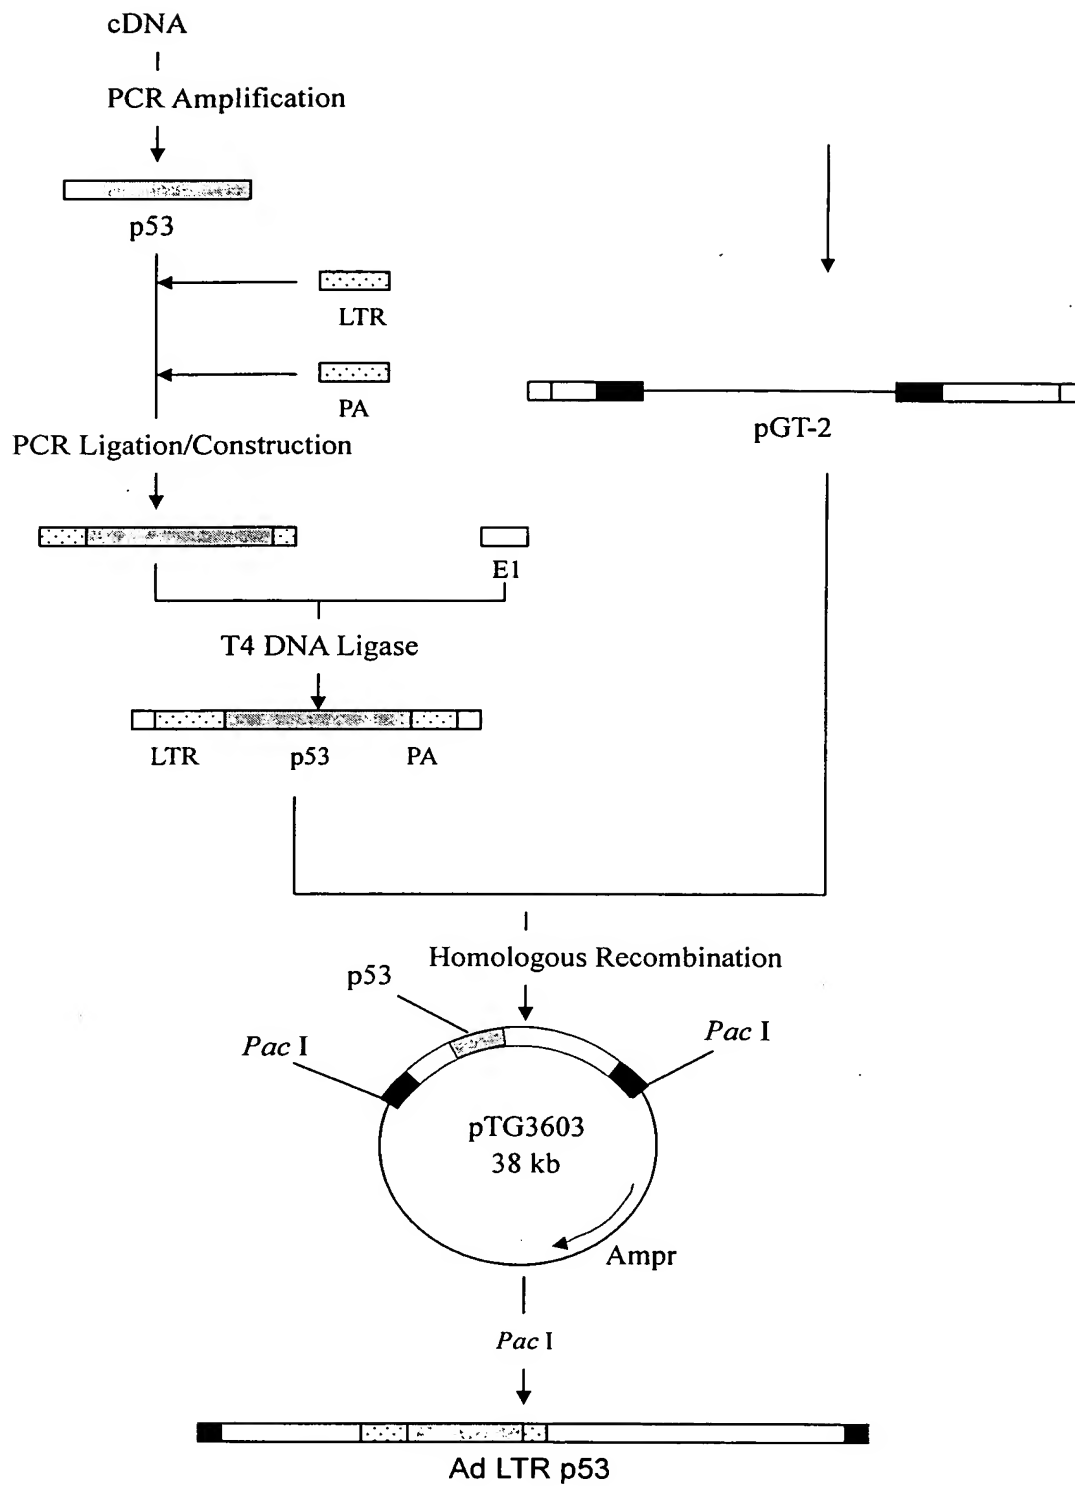 cDNA
PCR Amplification
p53
LTR
PA
pGT-2
PCR Ligation/Construction
E1
T4 DNA Ligase
LTR p53 PA
Homologous Recombination
p53
Pac I
Pac I
pTG3603
38 kb
Ampr
Pac I
Ad LTR p53